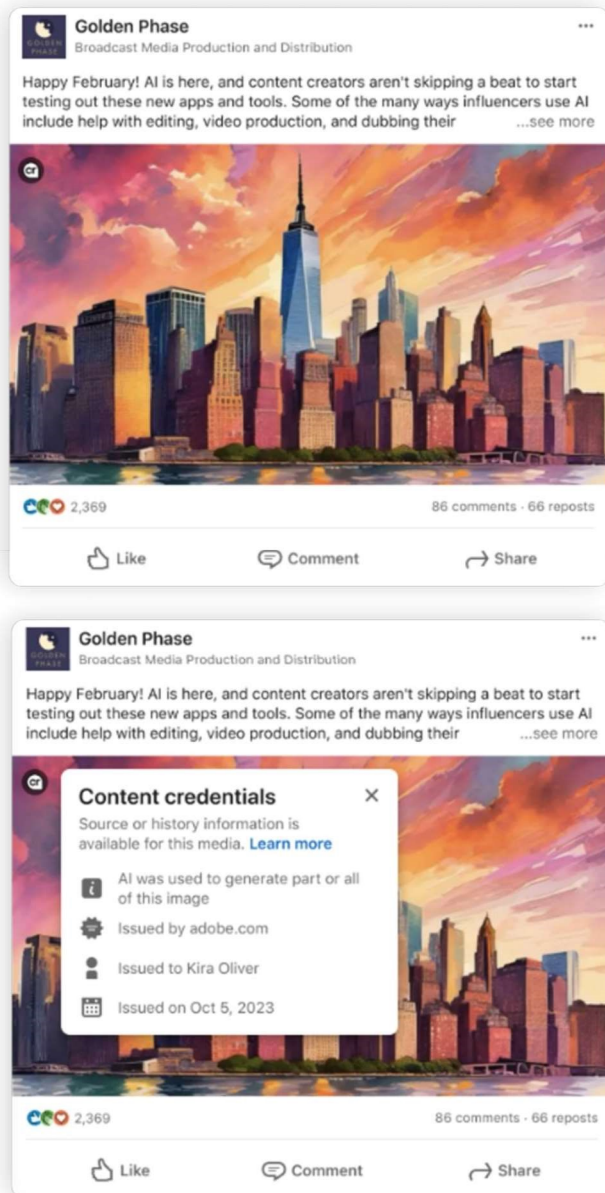 GOLDEN
PHASE
Golden Phase
Broadcast Media Production and Distribution
Happy February! AI is here, and content creators aren't skipping a beat to start
testing out these new apps and tools. Some of the many ways influencers use AI
include help with editing, video production, and dubbing their ...see more
cr
2,369 86 comments · 66 reposts
Like Comment Share
GOLDEN
PHASE
Golden Phase
Broadcast Media Production and Distribution
Happy February! AI is here, and content creators aren't skipping a beat to start
testing out these new apps and tools. Some of the many ways influencers use AI
include help with editing, video production, and dubbing their ...see more
cr
Content credentials
Source or history information is
available for this media. Learn more
AI was used to generate part or all
of this image
Issued by adobe.com
Issued to Kira Oliver
Issued on Oct 5, 2023
2,369 86 comments · 66 reposts
Like Comment Share